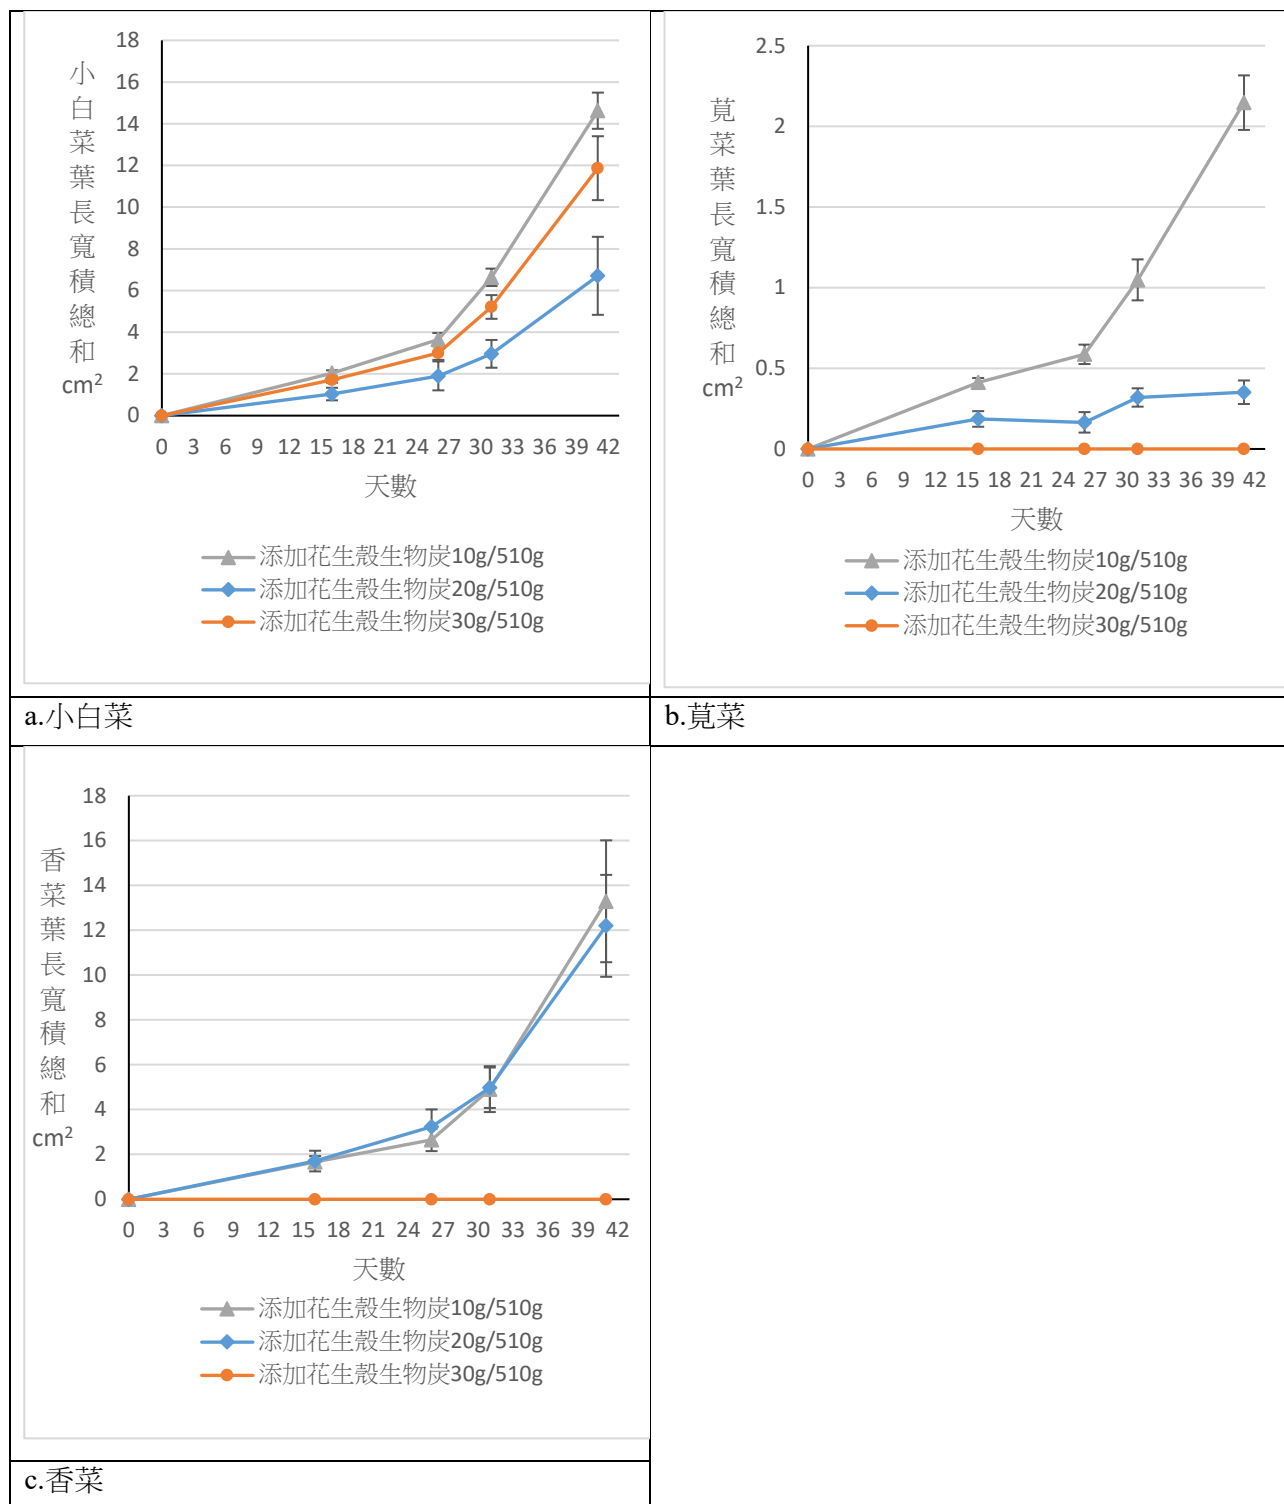 18
16
14
12
10
8
6
4
2
0
小白菜葉長寬積總和
cm²
0 3 6 9 12 15 18 21 24 27 30 33 36 39 42
天數
添加花生殼生物炭10g/510g
添加花生殼生物炭20g/510g
添加花生殼生物炭30g/510g
a.小白菜
2.5
2
1.5
1
0.5
0
莧菜葉長寬積總和
cm²
0 3 6 9 12 15 18 21 24 27 30 33 36 39 42
天數
添加花生殼生物炭10g/510g
添加花生殼生物炭20g/510g
添加花生殼生物炭30g/510g
b.莧菜
18
16
14
12
10
8
6
4
2
0
香菜葉長寬積總和
cm²
0 3 6 9 12 15 18 21 24 27 30 33 36 39 42
天數
添加花生殼生物炭10g/510g
添加花生殼生物炭20g/510g
添加花生殼生物炭30g/510g
c.香菜